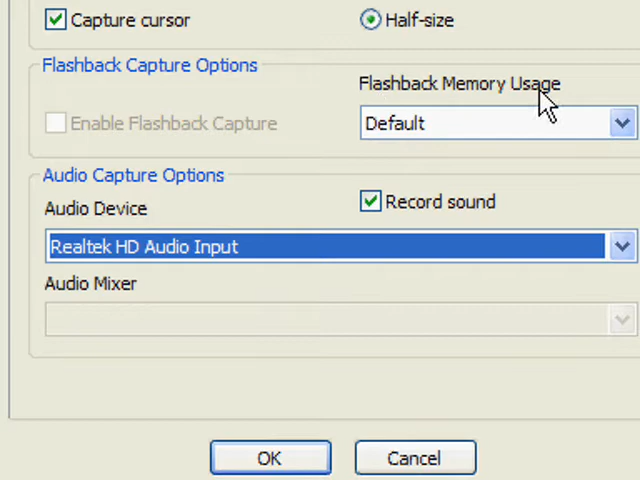 Capture cursor
Half-size
Flashback Capture Options
Flashback Memory Usage
Enable Flashback Capture
Default
Audio Capture Options
Audio Device
Record sound
Realtek HD Audio Input
Audio Mixer
OK
Cancel